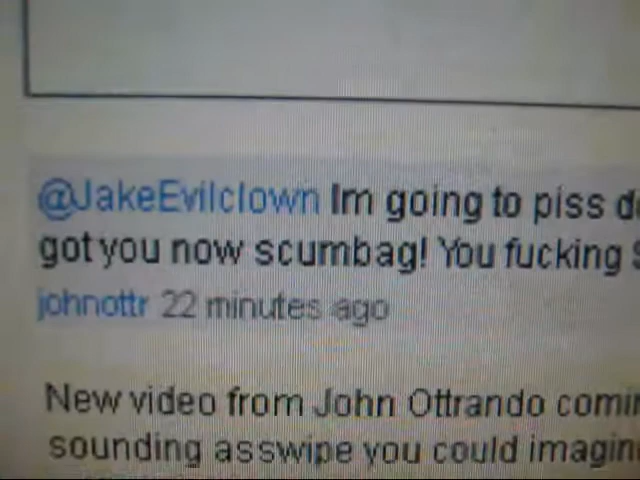 @JakeEvilclown Im going to piss
got you now scumbag! You fucking
johnottr 22 minutes ago
New video from John Ottrando
sounding asswipe you could